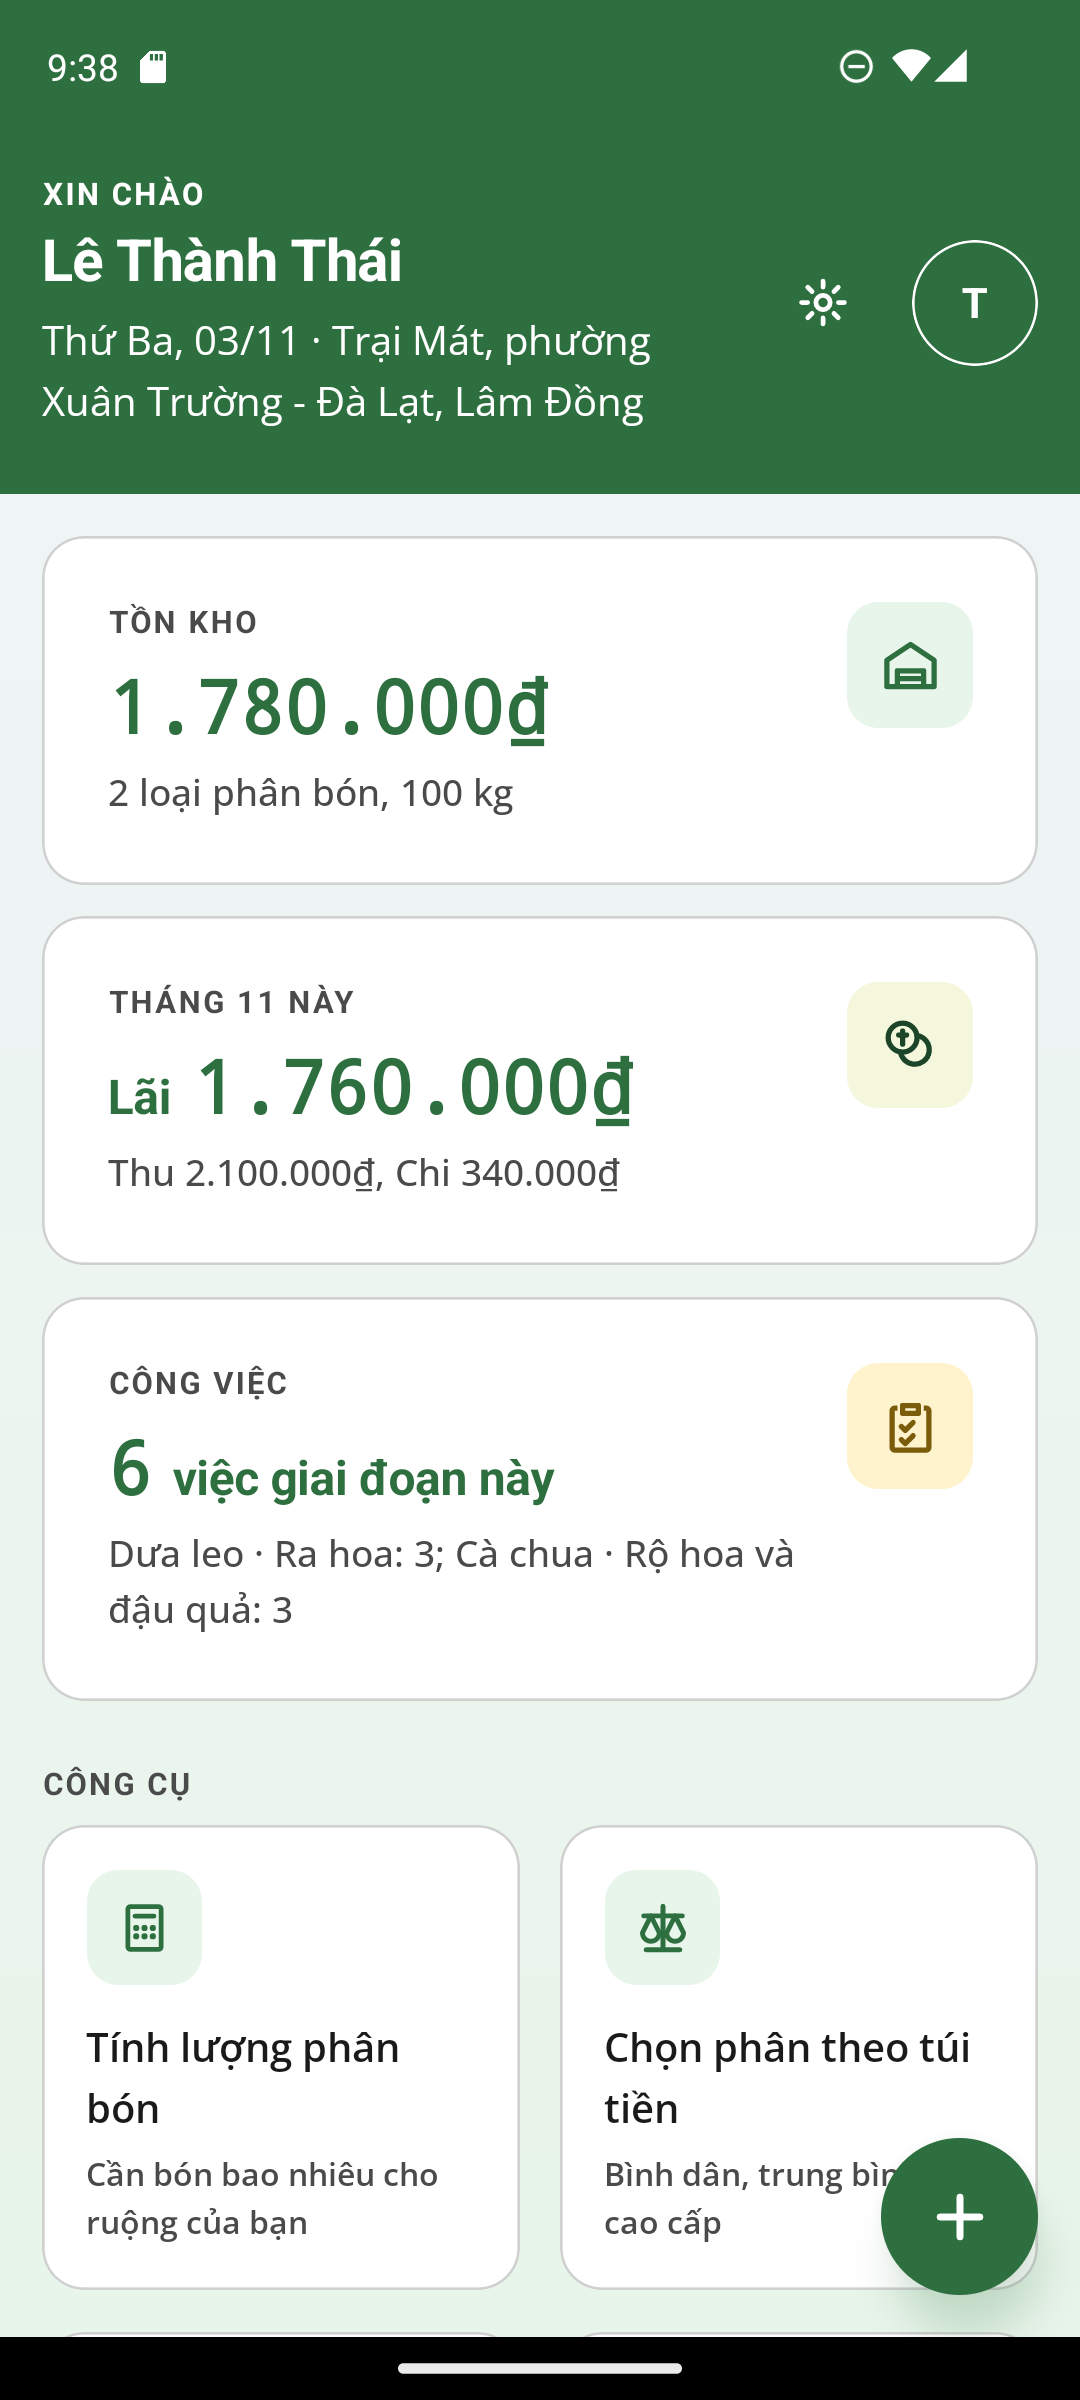 9:38
XIN CHÀO
Lê Thành Thái
Thứ Ba, 03/11 · Trại Mát, phường
Xuân Trường - Đà Lạt, Lâm Đồng
T
TỒN KHO
1.780.000₫
2 loại phân bón, 100 kg
THÁNG 11 NÀY
Lãi 1.760.000₫
Thu 2.100.000₫, Chi 340.000₫
CÔNG VIỆC
6 việc giai đoạn này
Dưa leo · Ra hoa: 3; Cà chua · Rộ hoa và
đậu quả: 3
CÔNG CỤ
Tính lượng phân
bón
Cần bón bao nhiêu cho
ruộng của bạn
Chọn phân theo túi
tiền
Bình dân, trung
cao cấp